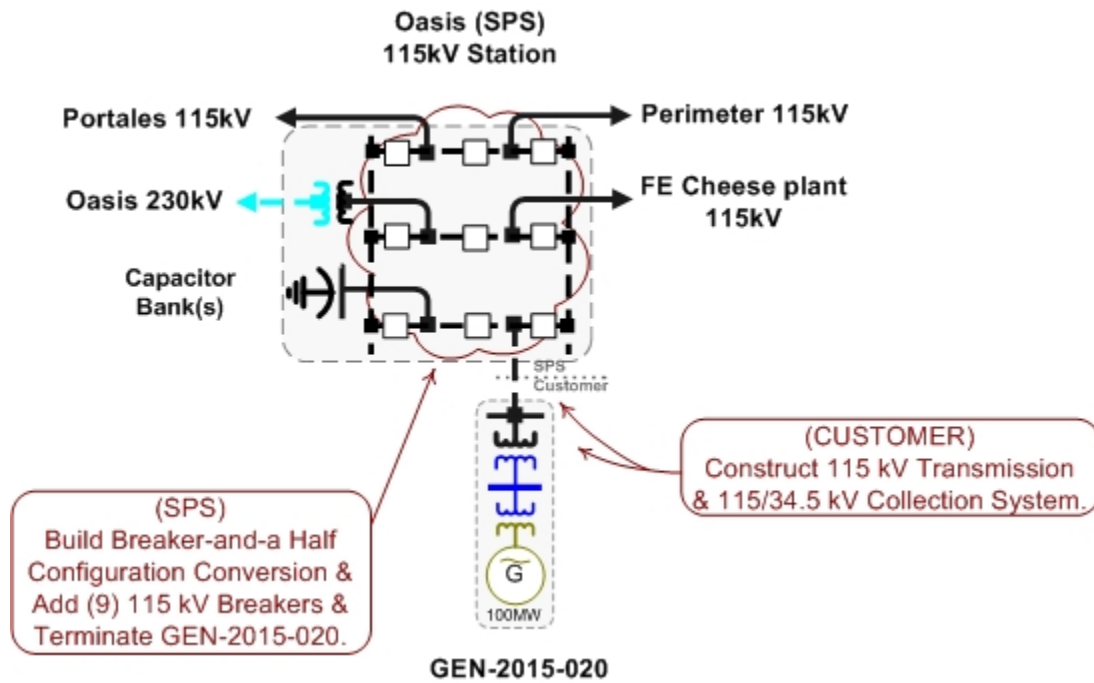 Oasis (SPS)
115kV Station
Portales 115kV
Perimeter 115kV
Oasis 230kV
FE Cheese plant
115kV
Capacitor
Bank(s)
SPS
Customer
(CUSTOMER)
Construct 115 kV Transmission
& 115/34.5 kV Collection System.
(SPS)
Build Breaker-and-a Half
Configuration Conversion &
Add (9) 115 kV Breakers &
Terminate GEN-2015-020.
G
100MW
GEN-2015-020